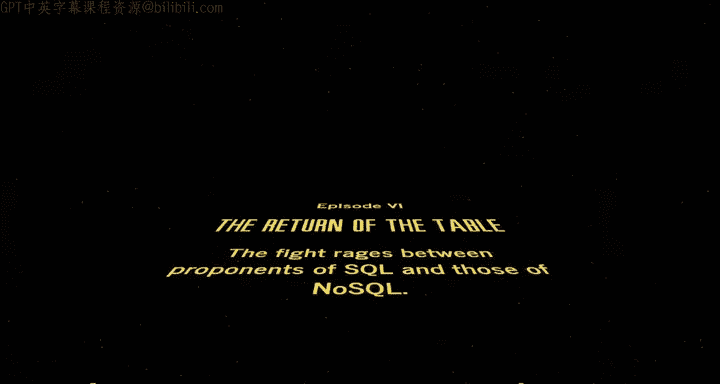 GPT中英字幕课程资源@bilibili.com
Episode VI
THE RETURN OF THE TABLE
The fight rages between
proponents of SQL and those of
NoSQL.